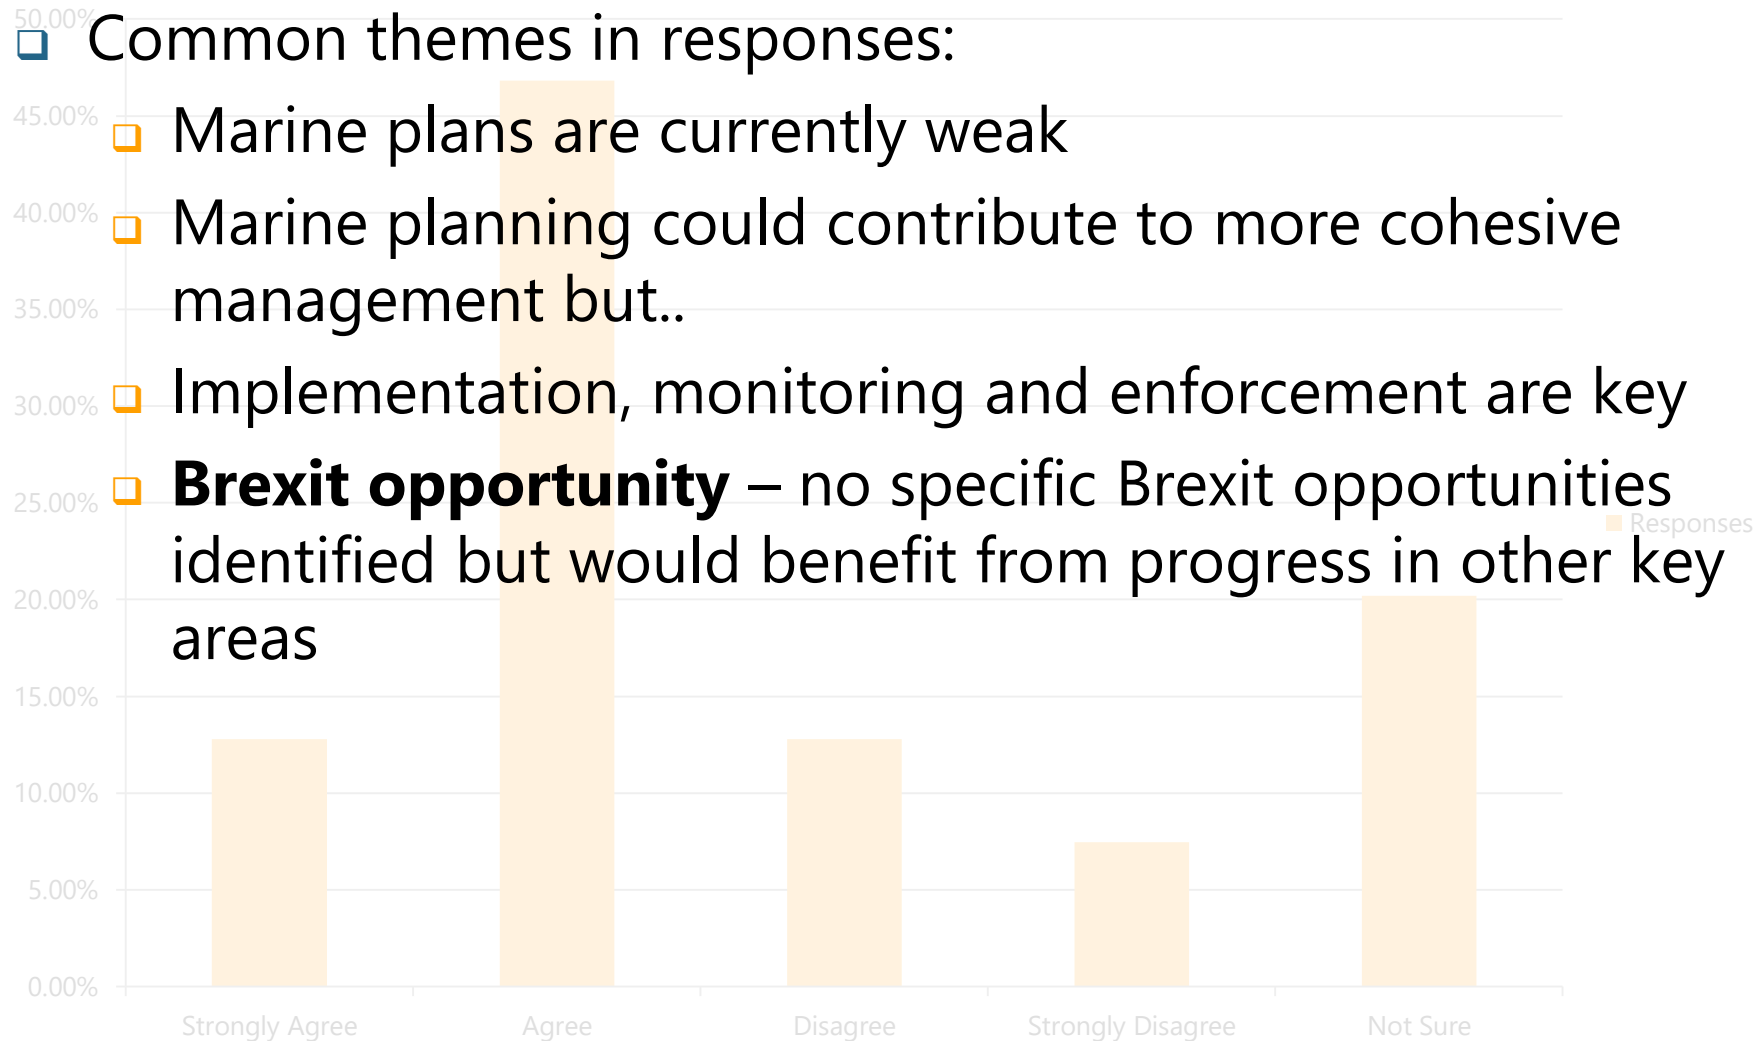 Common themes in responses:
Marine plans are currently weak
Marine planning could contribute to more cohesive
management but..
Implementation, monitoring and enforcement are key
Brexit opportunity – no specific Brexit opportunities
identified but would benefit from progress in other key
areas
50.00%
45.00%
40.00%
35.00%
30.00%
25.00%
20.00%
15.00%
10.00%
5.00%
0.00%
Strongly Agree
Agree
Disagree
Strongly Disagree
Not Sure
Responses